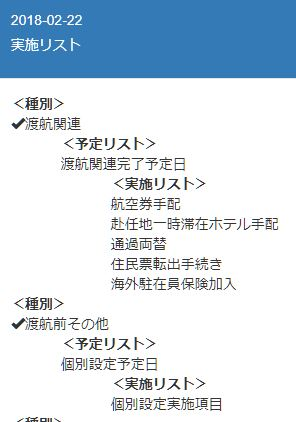 2018-02-22
実施リスト
＜種別＞
✔渡航関連
＜予定リスト＞
渡航関連完了予定日
＜実施リスト＞
航空券手配
赴任地一時滞在ホテル手配
通過両替
住民票転出手続き
海外駐在員保険加入
＜種別＞
✔渡航前その他
＜予定リスト＞
個別設定予定日
＜実施リスト＞
個別設定実施項目
＜種別＞